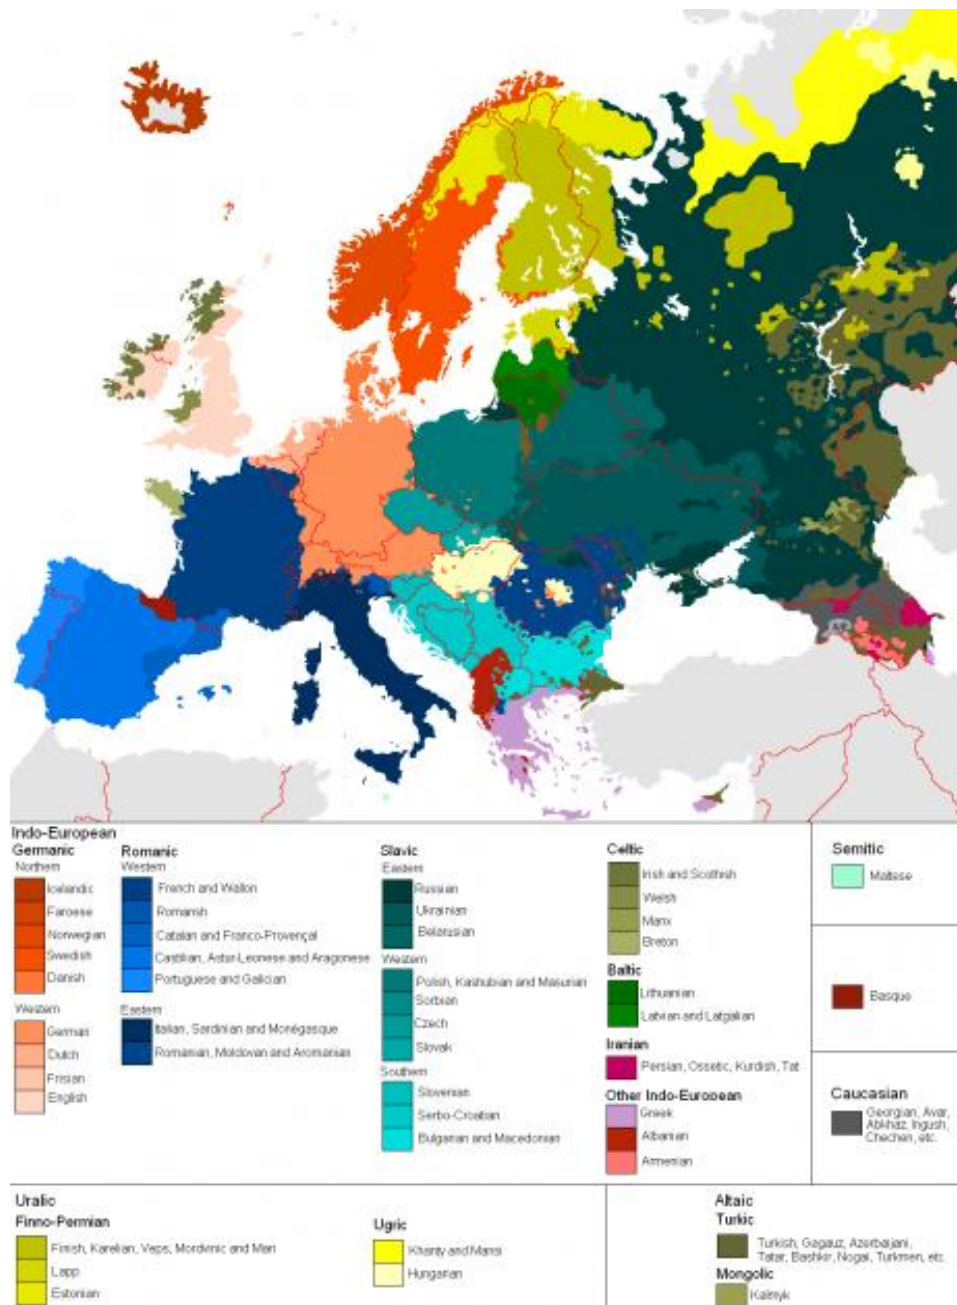 Indo-European
Germanic
Northern
Icelandic
Faroese
Norwegian
Swedish
Danish
Western
German
Dutch
Frisian
English
Romanic
Western
French and Wallon
Romansh
Catalan and Franco-Provençal
Castilian, Astur-Leonese and Aragonese
Portuguese and Galician
Eastern
Italian, Sardinian and Monégasque
Romanian, Moldovan and Aromanian
Slavic
Eastern
Russian
Ukrainian
Belarusian
Western
Polish, Kashubian and Masurian
Sorbian
Czech
Slovak
Southern
Slovenian
Serbo-Croatian
Bulgarian and Macedonian
Celtic
Irish and Scottish
Welsh
Manx
Breton
Baltic
Lithuanian
Latvian and Latgalian
Iranian
Persian, Ossetic, Kurdish, Tat
Other Indo-European
Greek
Albanian
Armenian
Semitic
Maltese
Basque
Caucasian
Georgian, Avar,
Abkhaz, Ingush,
Chechen, etc.
Uralic
Finno-Permian
Finish, Karelian, Veps, Mordvinic and Mari
Lapp
Estonian
Ugric
Khanty and Mansi
Hungarian
Altaic
Turkic
Turkish, Gagauz, Azerbaijani,
Tatar, Bashkir, Nogai, Turkmen, etc.
Mongolic
Kalmyk